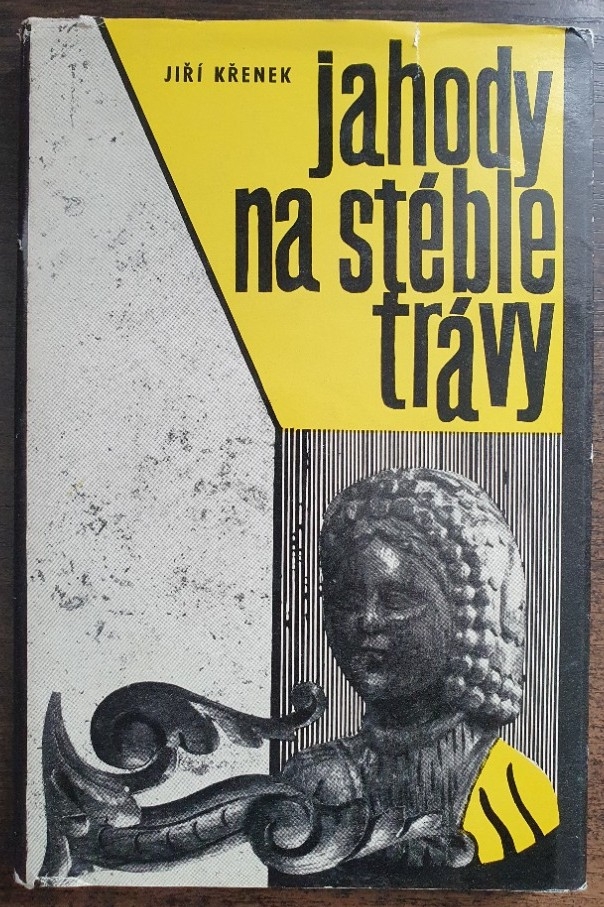 JIŘÍ KŘENEK
jahody
na stéble
trávy